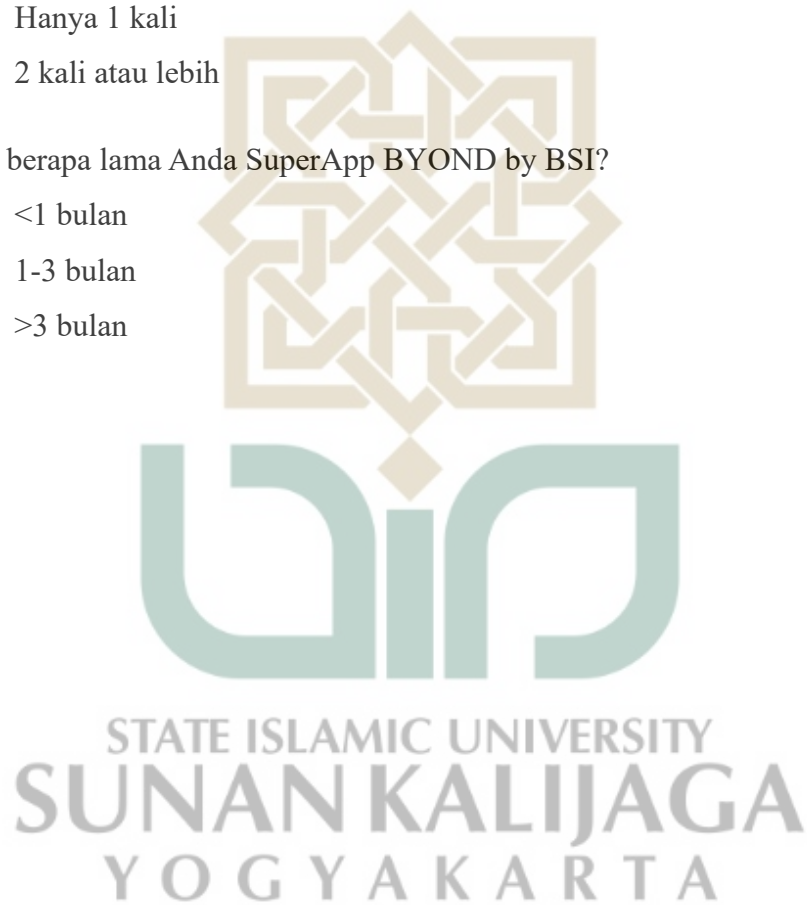 Hanya 1 kali
2 kali atau lebih
berapa lama Anda SuperApp BYOND by BSI?
<1 bulan
1-3 bulan
>3 bulan
STATE ISLAMIC UNIVERSITY
SUNAN KALIJAGA
YOGYAKARTA